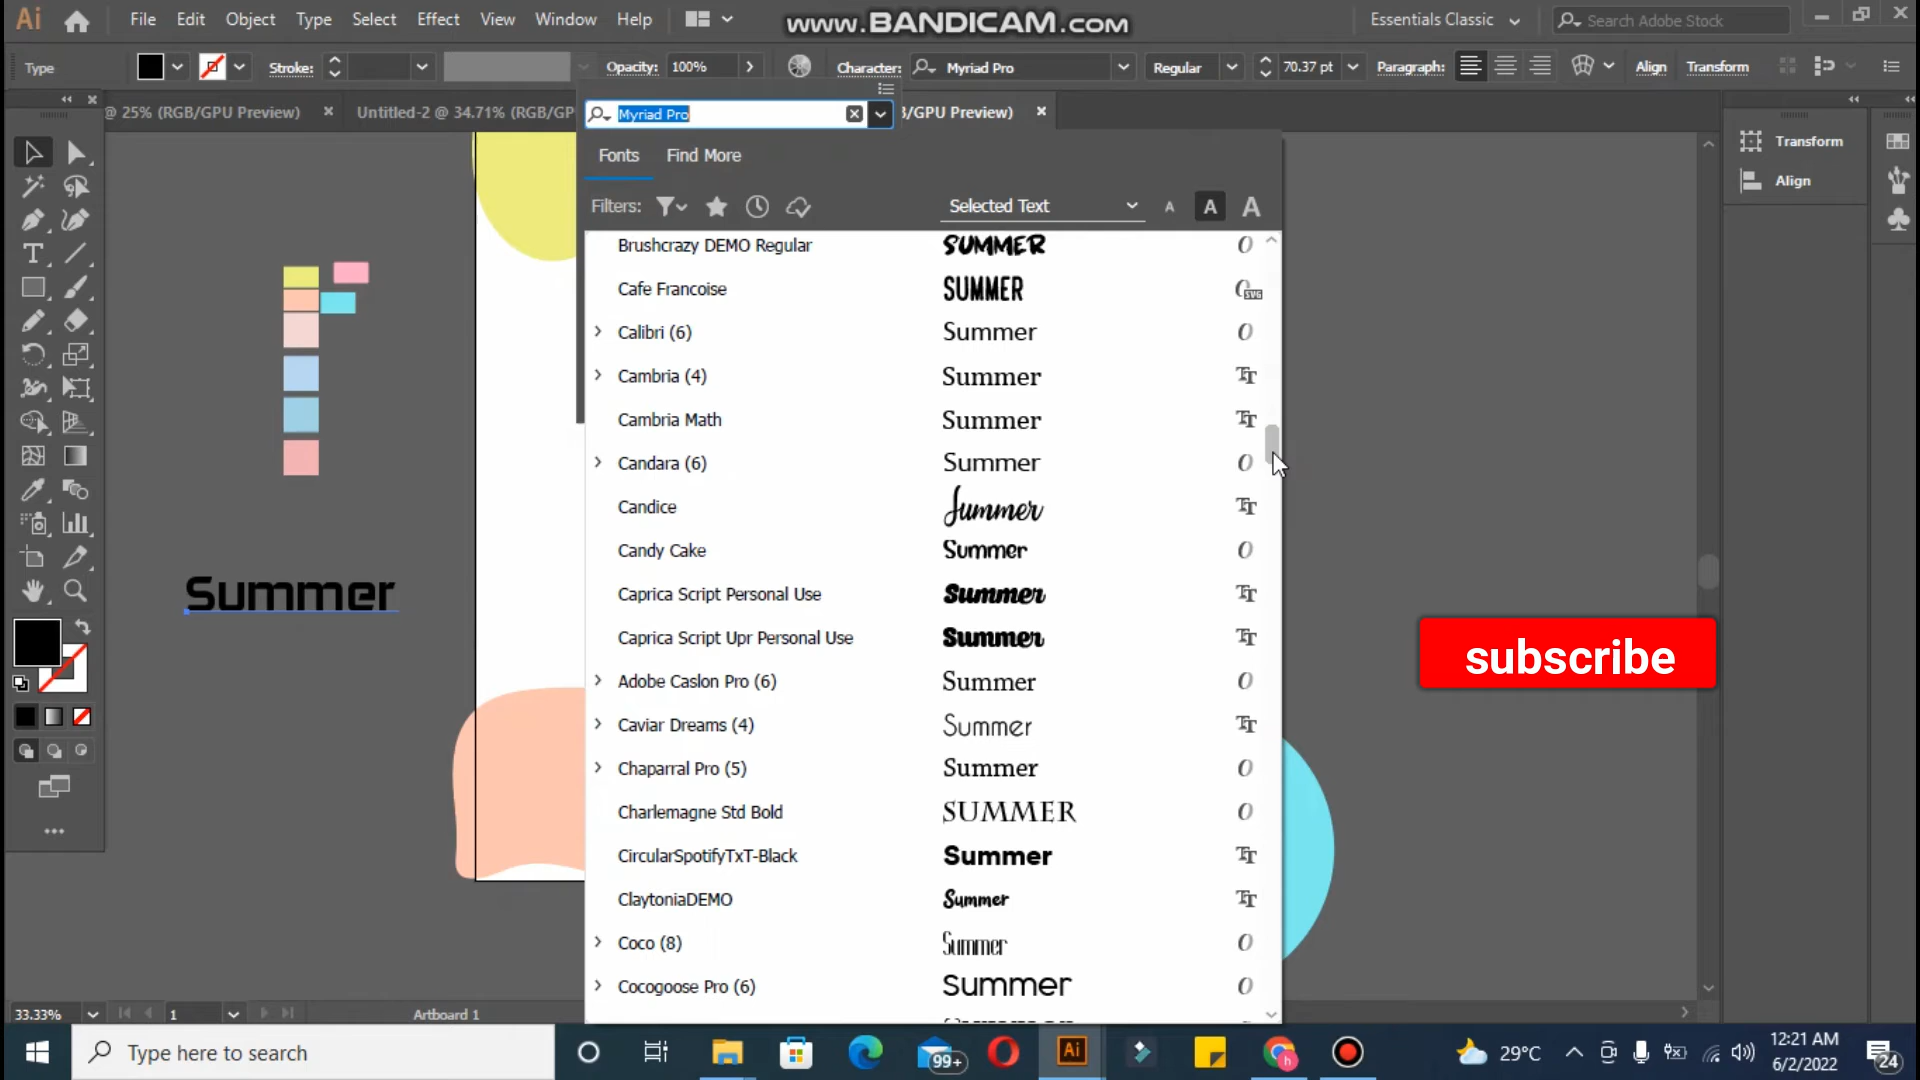 Ai File Edit Object Type Select Effect View Window Help
www.BANDICAM.com
Essentials Classic
Search Adobe Stock
Type
Stroke:
Opacity: 100%
Character: Myriad Pro
Regular
70.37 pt
Paragraph:
Align
Transform
@ 25% (RGB/GPU Preview)
Untitled-2 @ 34.71% (RGB/GP
/GPU Preview)
Myriad Pro
Fonts Find More
Filters:
Selected Text
A A A
Transform
Align
Brushcrazy DEMO Regular SUMMER
Cafe Francoise SUMMER
Calibri (6) Summer
Cambria (4) Summer
Cambria Math Summer
Candara (6) Summer
Candice Summer
Candy Cake Summer
Caprica Script Personal Use Summer
Caprica Script Upr Personal Use Summer
Adobe Caslon Pro (6) Summer
Caviar Dreams (4) Summer
Chaparral Pro (5) Summer
Charlemagne Std Bold SUMMER
CircularSpotifyTxT-Black Summer
ClaytoniaDEMO Summer
Coco (8) Summer
Cocogoose Pro (6) Summer
Summer
subscribe
33.33%
1
Artboard 1
Type here to search
99+
Ai
29°C
12:21 AM
6/2/2022
24